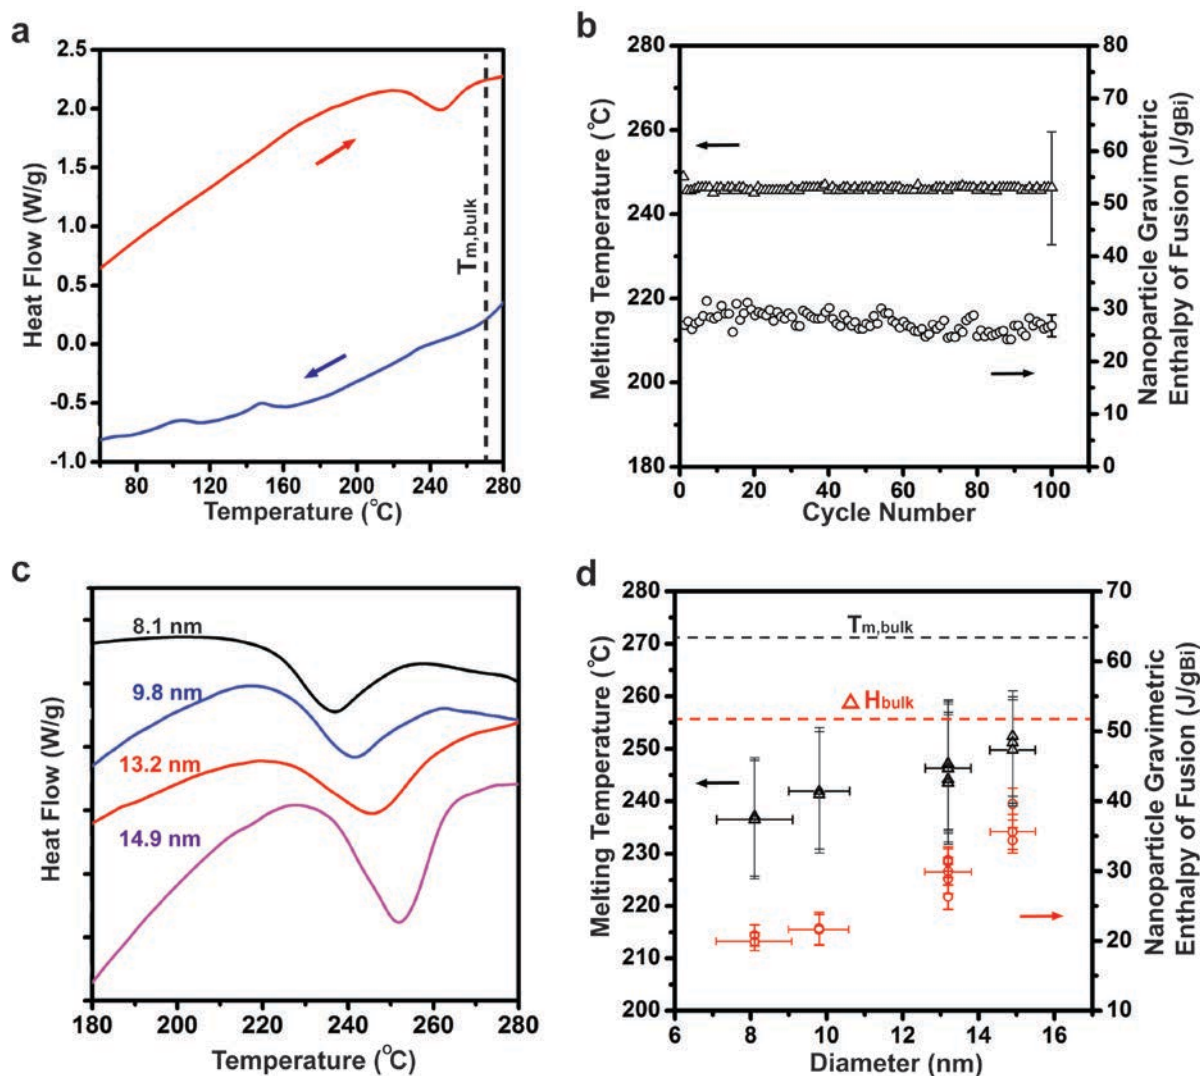 a
2.5
2.0
1.5
1.0
0.5
0.0
-0.5
-1.0
Heat Flow (W/g)
80 120 160 200 240 280
Temperature (°C)
Tm,bulk
b
280
260
240
220
200
180
Melting Temperature (°C)
0 20 40 60 80 100
Cycle Number
80
70
60
50
40
30
20
10
0
Nanoparticle Gravimetric
Enthalpy of Fusion (J/gBi)
c
8.1 nm
9.8 nm
13.2 nm
14.9 nm
Heat Flow (W/g)
180 200 220 240 260 280
Temperature (°C)
d
280
270
260
250
240
230
220
210
200
Melting Temperature (°C)
Tm,bulk
△ Hbulk
6 8 10 12 14 16
Diameter (nm)
70
60
50
40
30
20
10
Nanoparticle Gravimetric
Enthalpy of Fusion (J/gBi)